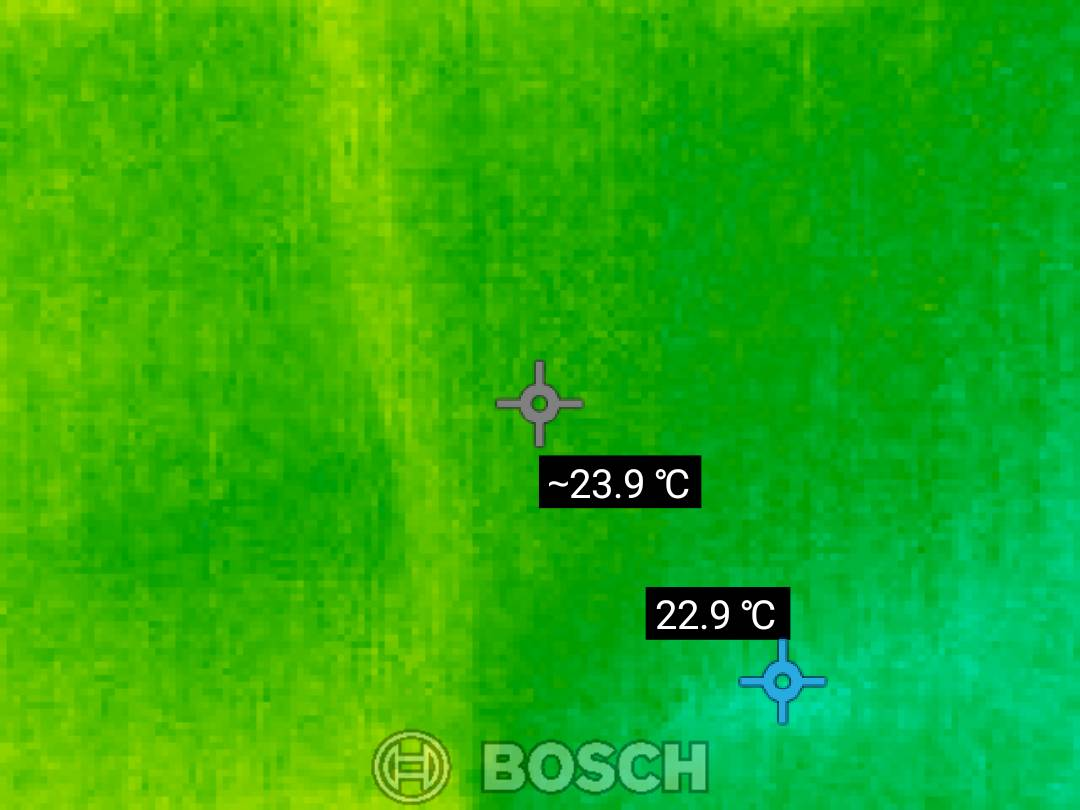 ~23.9 ℃
22.9 ℃
BOSCH